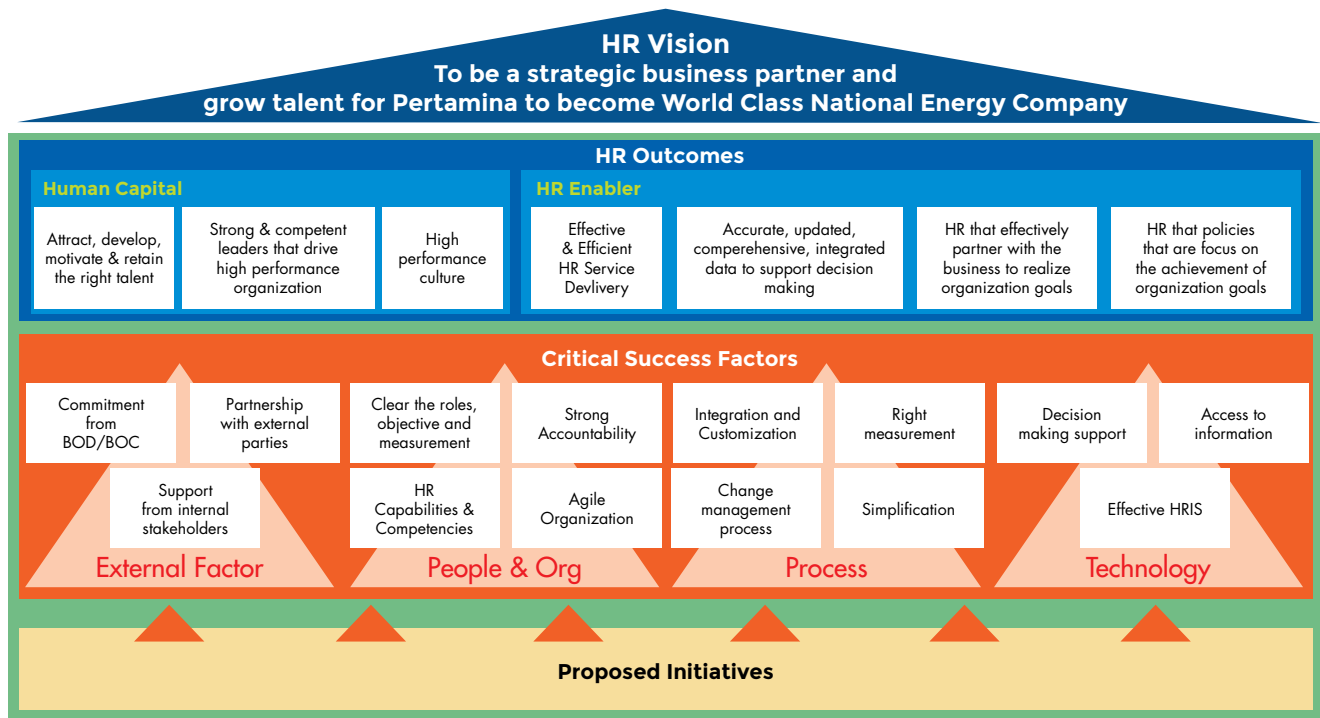 HR Vision
To be a strategic business partner and
grow talent for Pertamina to become World Class National Energy Company
HR Outcomes
Human Capital
Attract, develop,
motivate & retain
the right talent
Strong & competent
leaders that drive
high performance
organization
High
performance
culture
HR Enabler
Effective
& Efficient
HR Service
Devlivery
Accurate, updated,
comperehensive, integrated
data to support decision
making
HR that effectively
partner with the
business to realize
organization goals
HR that policies
that are focus on
the achievement of
organization goals
Critical Success Factors
Commitment
from
BOD/BOC
Partnership
with external
parties
Support
from internal
stakeholders
External Factor
Clear the roles,
objective and
measurement
Strong
Accountability
HR
Capabilities &
Competencies
Agile
Organization
People & Org
Integration and
Customization
Right
measurement
Change
management
process
Simplification
Process
Decision
making support
Access to
information
Effective HRIS
Technology
Proposed Initiatives